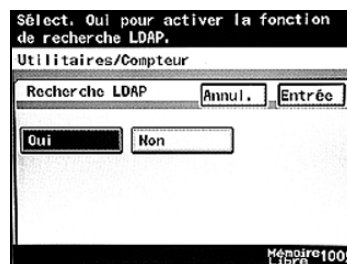 Sélect. Oui pour activer la fonction
de recherche LDAP.
Utilitaires/Compteur
Recherche LDAP Annul. Entrée
Oui Non
Mémoire 100%
Libre